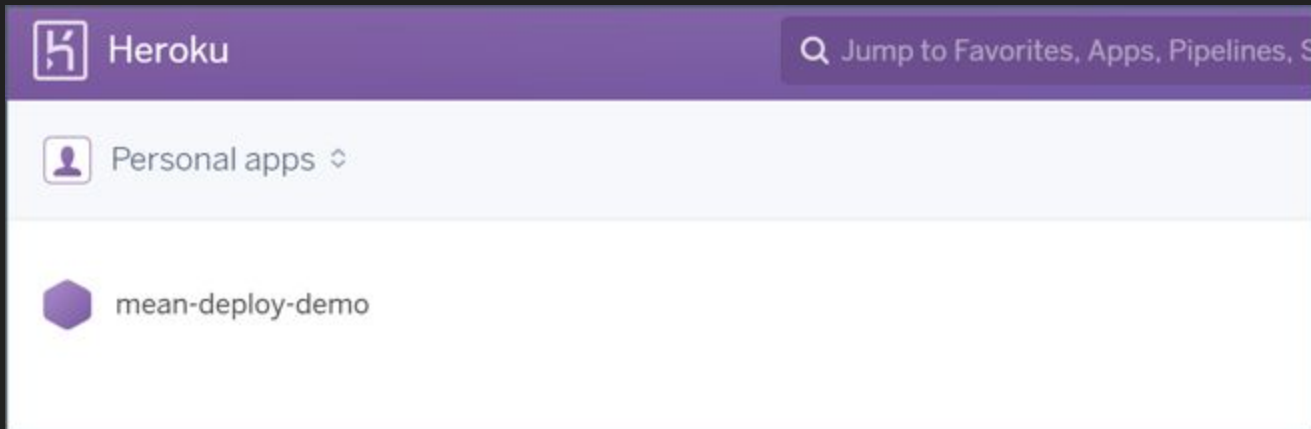 Heroku
Jump to Favorites, Apps, Pipelines,
Personal apps
mean-deploy-demo